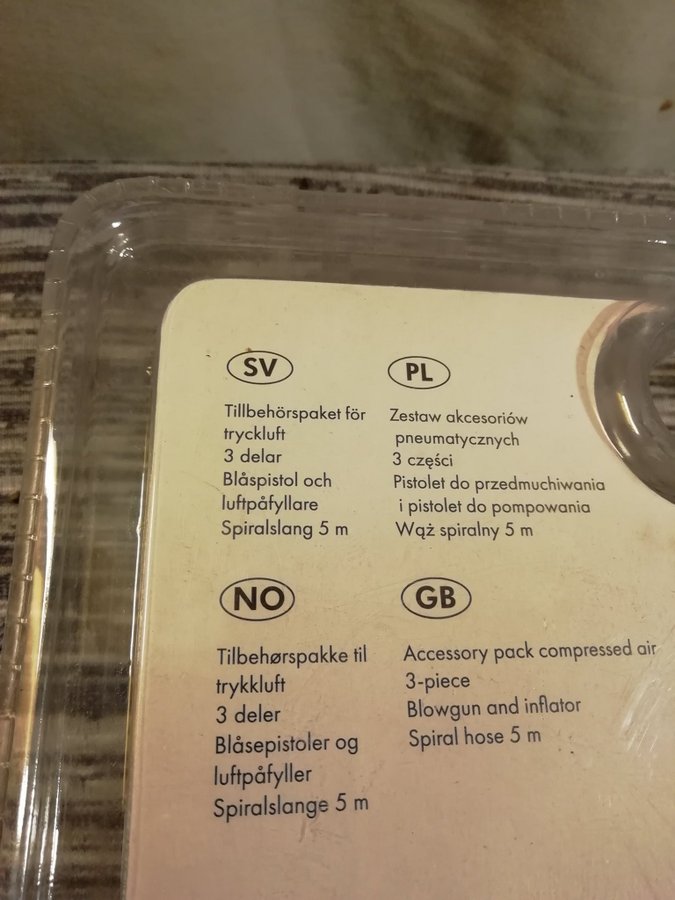 SV
Tillbehörspaket för
tryckluft
3 delar
Blåspistol och
luftpåfyllare
Spiralslang 5 m
PL
Zestaw akcesoriów
pneumatycznych
3 części
Pistolet do przedmuchiwania
i pistolet do pompowania
Wąż spiralny 5 m
NO
Tilbehørspakke til
trykkluft
3 deler
Blåsepistoler og
luftpåfyller
Spiralslange 5 m
GB
Accessory pack compressed air
3-piece
Blowgun and inflator
Spiral hose 5 m